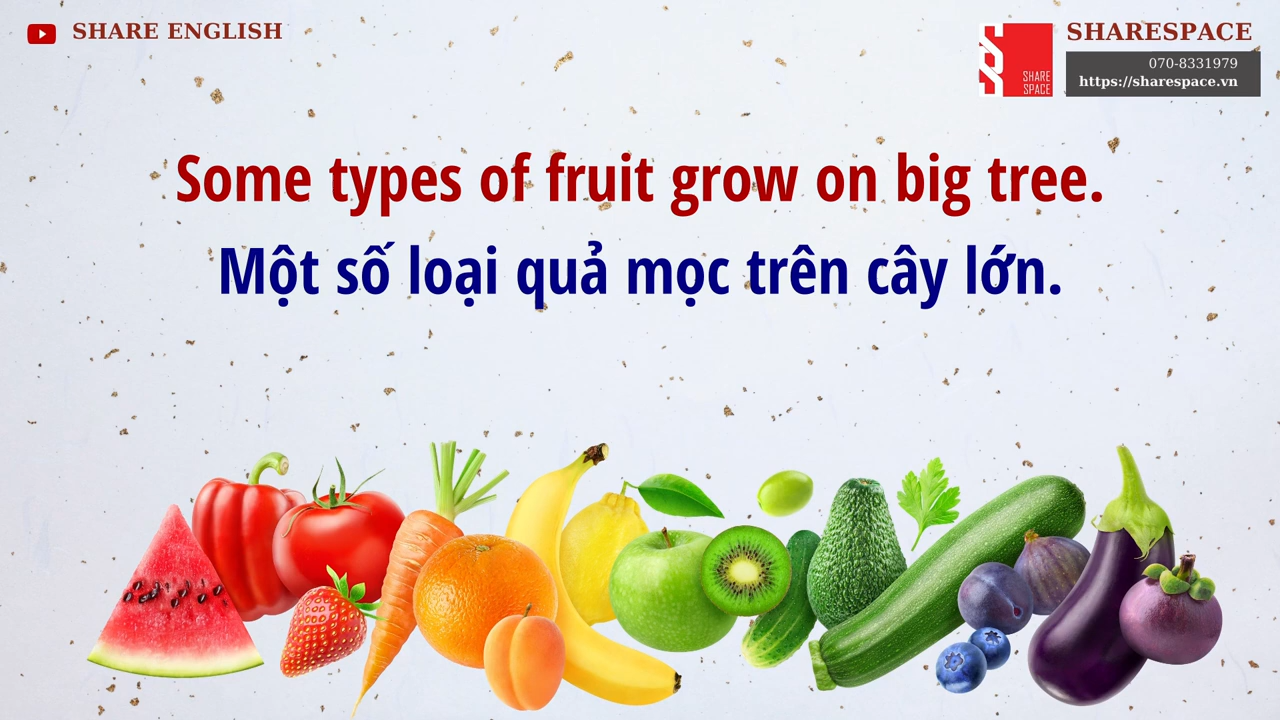 SHARE ENGLISH
SHARE SPACE
SHARESPACE
070-8331979
https://sharespace.vn
Some types of fruit grow on big tree.
Một số loại quả mọc trên cây lớn.